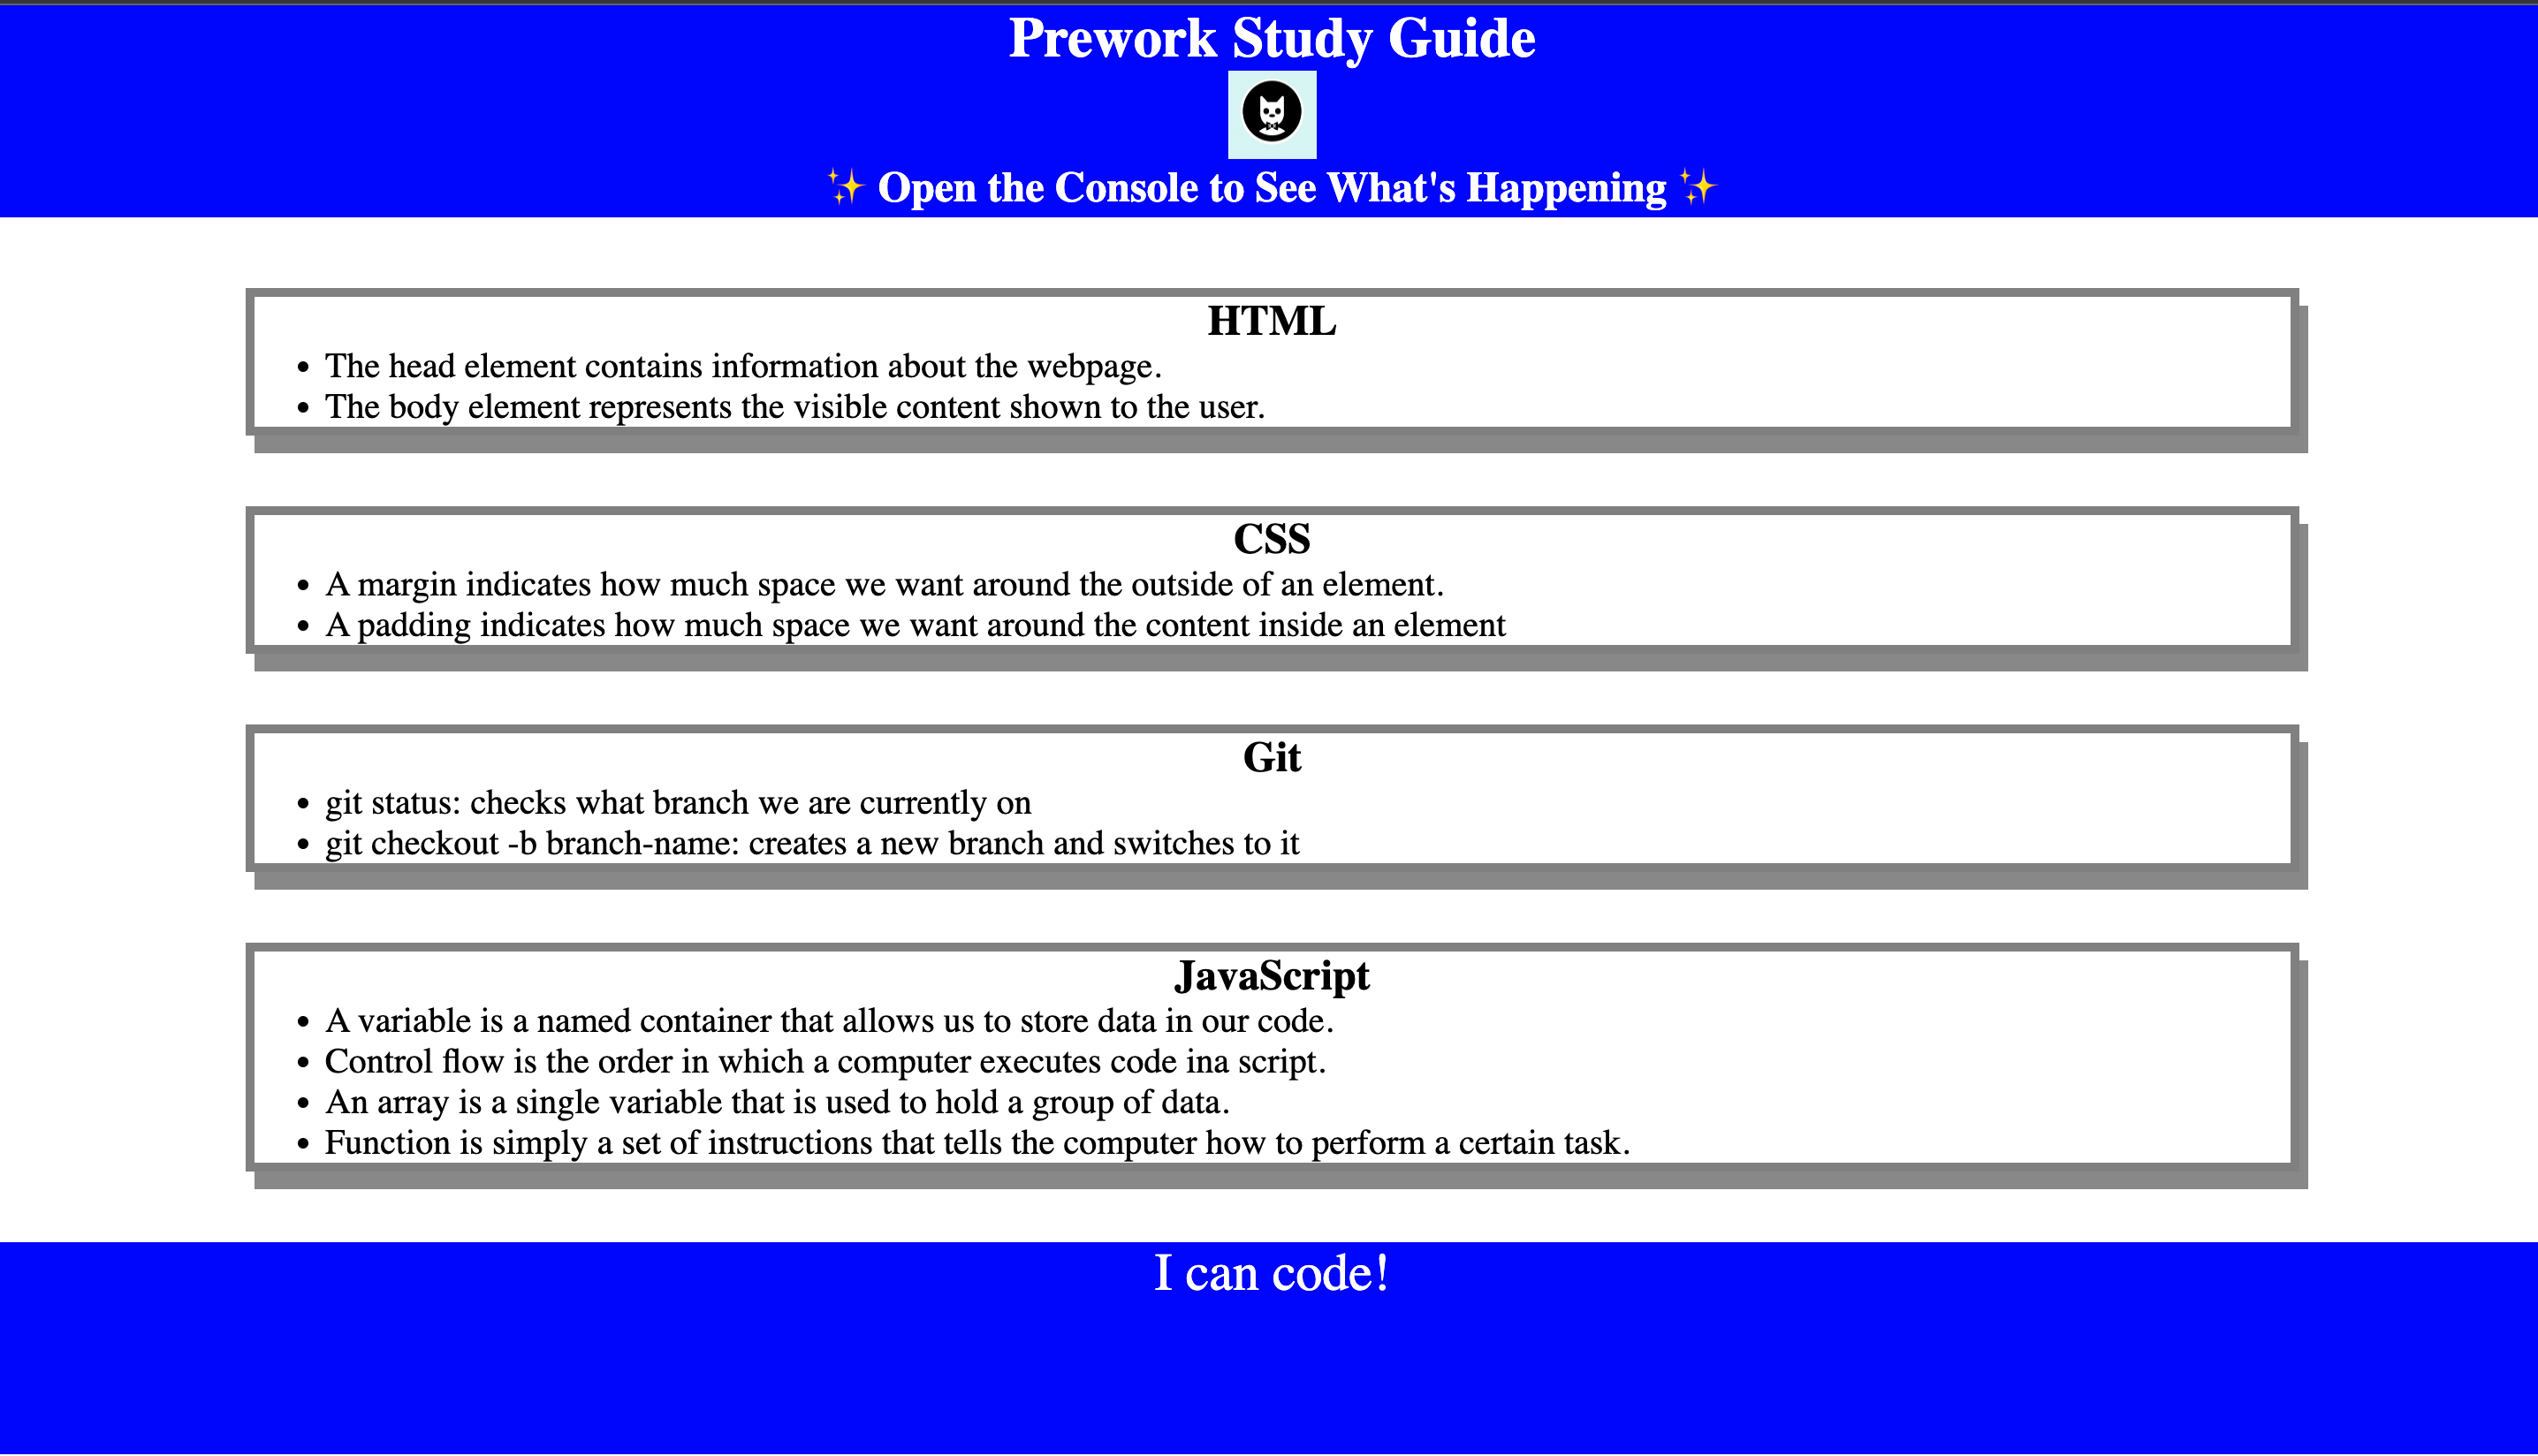 Prework Study Guide
✨ Open the Console to See What's Happening ✨
HTML
• The head element contains information about the webpage.
• The body element represents the visible content shown to the user.
CSS
• A margin indicates how much space we want around the outside of an element.
• A padding indicates how much space we want around the content inside an element
Git
• git status: checks what branch we are currently on
• git checkout -b branch-name: creates a new branch and switches to it
JavaScript
• A variable is a named container that allows us to store data in our code.
• Control flow is the order in which a computer executes code ina script.
• An array is a single variable that is used to hold a group of data.
• Function is simply a set of instructions that tells the computer how to perform a certain task.
I can code!